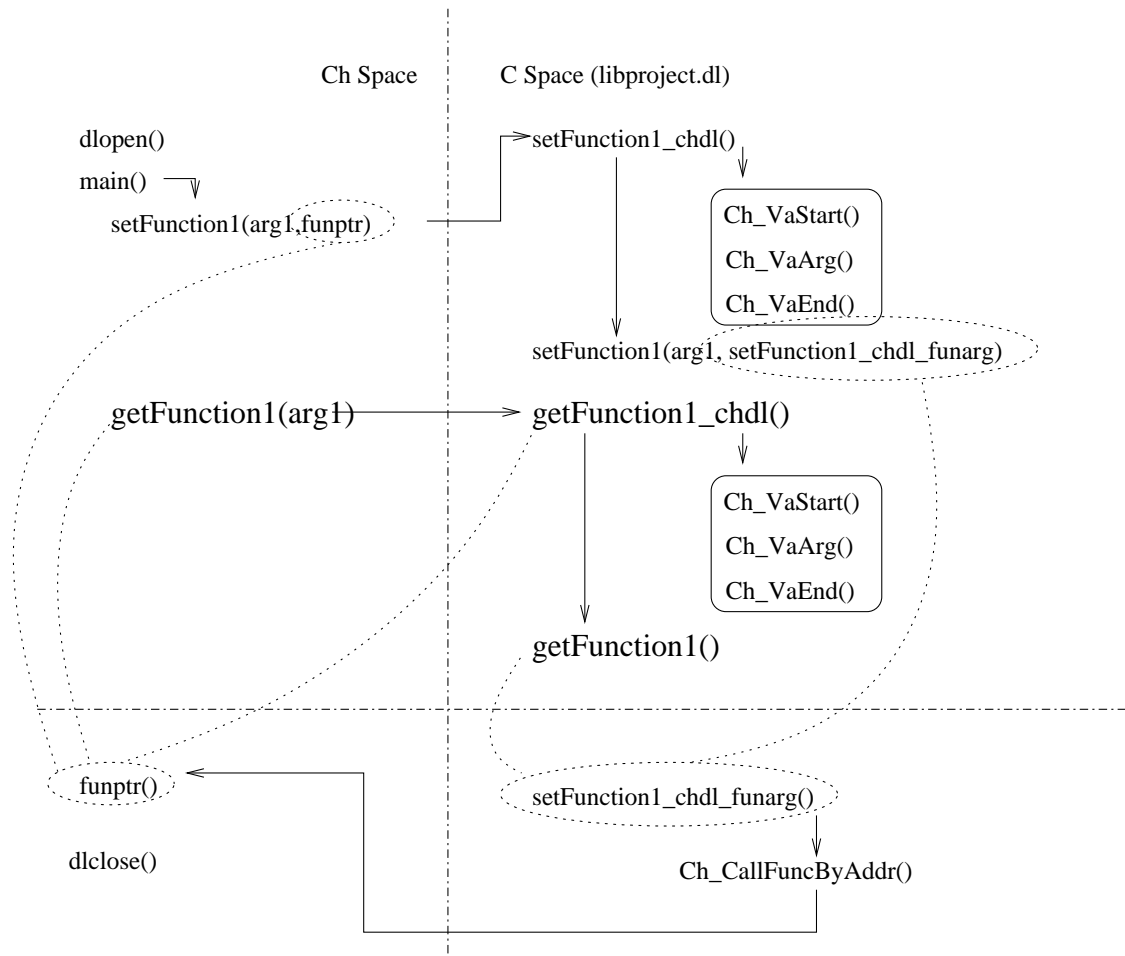 Ch Space
C Space (libproject.dl)
dlopen()
setFunction1_chdl()
main()
setFunction1(arg1,funptr)
Ch_VaStart()
Ch_VaArg()
Ch_VaEnd()
setFunction1(arg1, setFunction1_chdl_funarg)
getFunction1(arg1)
getFunction1_chdl()
Ch_VaStart()
Ch_VaArg()
Ch_VaEnd()
getFunction1()
funptr()
setFunction1_chdl_funarg()
dlclose()
Ch_CallFuncByAddr()